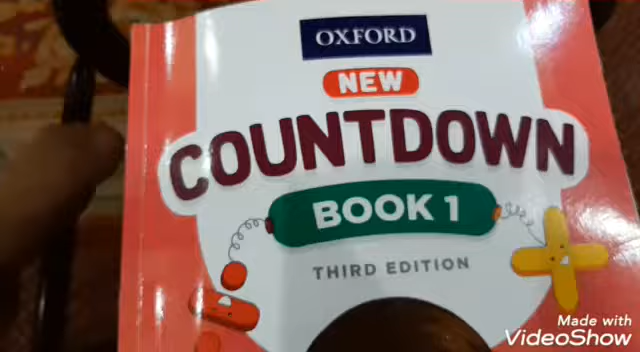 OXFORD
NEW
COUNTDOWN
BOOK 1
THIRD EDITION
Made with
VideoShow